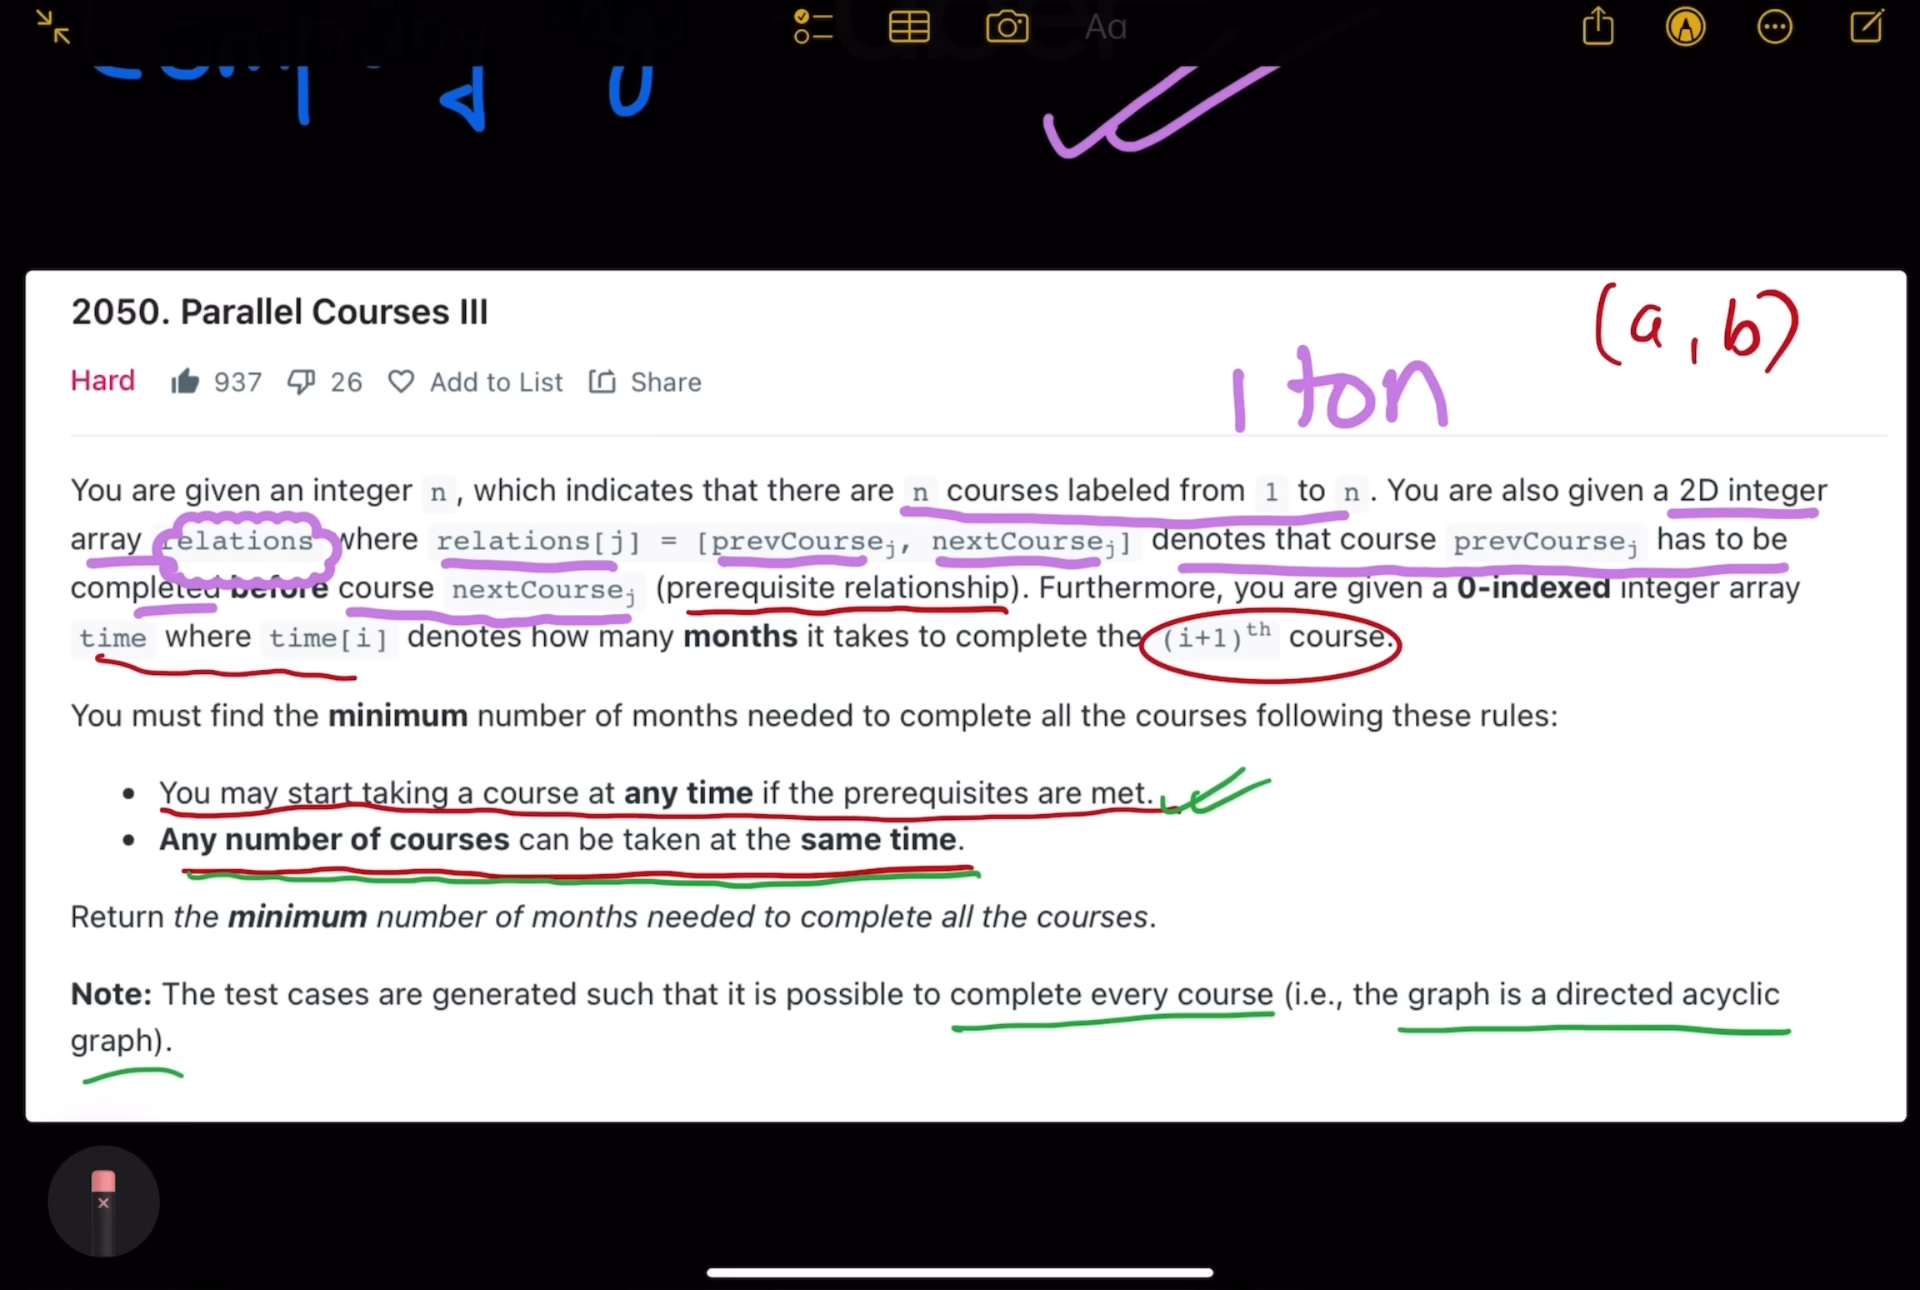 Aa
2050. Parallel Courses III
(a, b)
Hard 937 26 Add to List Share
1 to n
You are given an integer n, which indicates that there are n courses labeled from 1 to n. You are also given a 2D integer
array relations where relations[j] = [prevCoursej, nextCoursej] denotes that course prevCoursej has to be
completed before course nextCoursej (prerequisite relationship). Furthermore, you are given a 0-indexed integer array
time where time[i] denotes how many months it takes to complete the (i+1)th course.
You must find the minimum number of months needed to complete all the courses following these rules:
• You may start taking a course at any time if the prerequisites are met.
• Any number of courses can be taken at the same time.
Return the minimum number of months needed to complete all the courses.
Note: The test cases are generated such that it is possible to complete every course (i.e., the graph is a directed acyclic
graph).